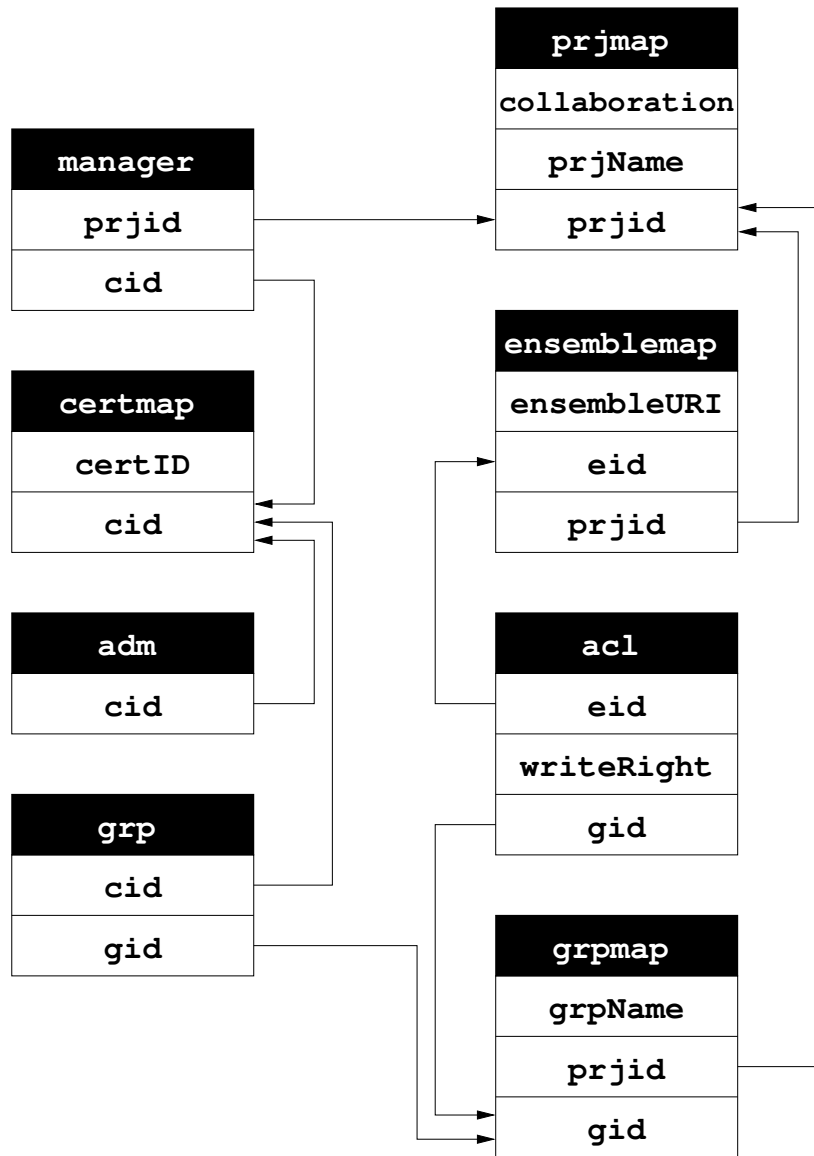 prjmap
collaboration
prjName
prjid
manager
prjid
cid
ensemblemap
ensembleURI
eid
prjid
certmap
certID
cid
adm
cid
acl
eid
writeRight
gid
grp
cid
gid
grpmap
grpName
prjid
gid